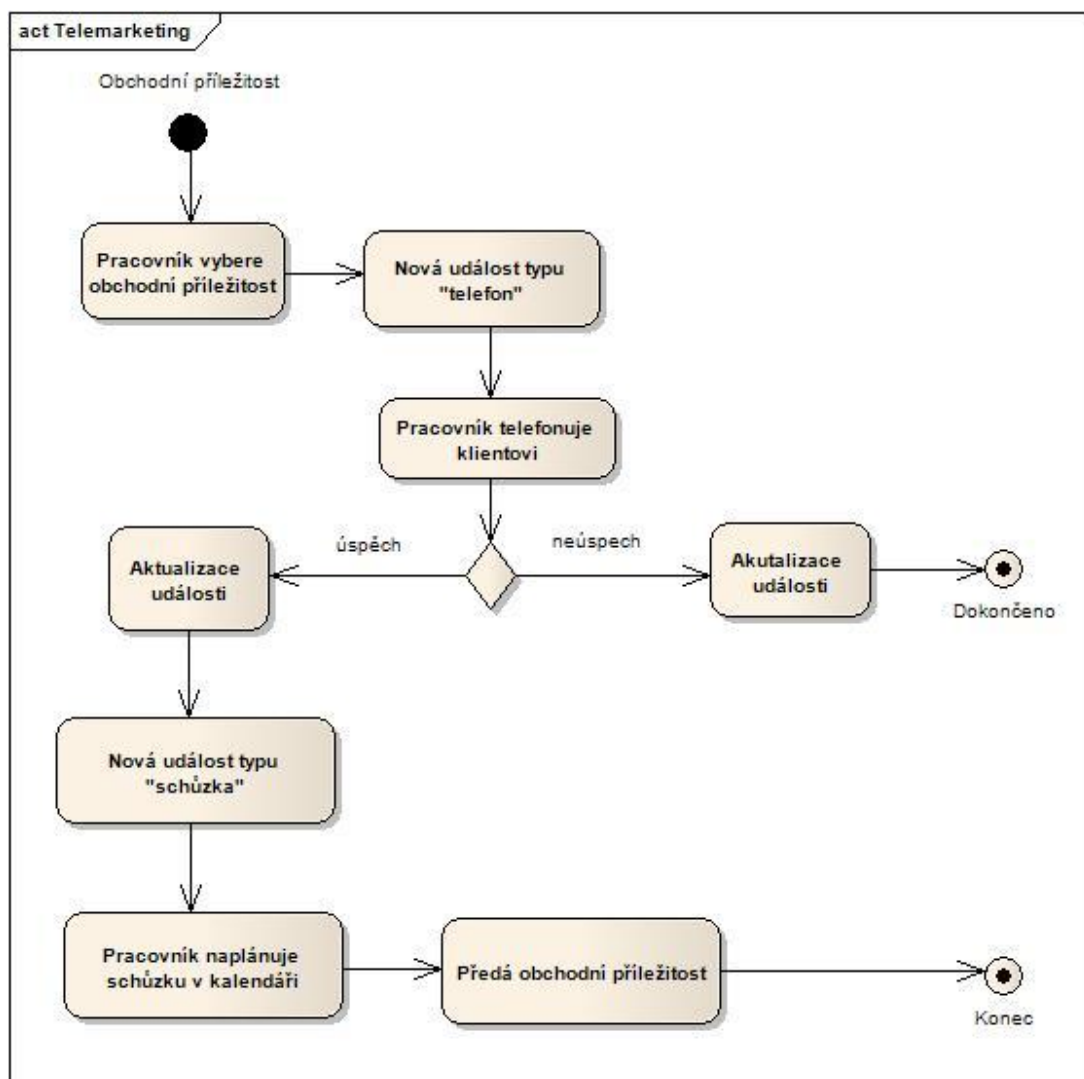 act Telemarketing
Obchodní příležitost
Pracovník vybere
obchodní příležitost
Nová událost typu
"telefon"
Pracovník telefonuje
klientovi
úspěch
neúspech
Aktualizace
události
Akutalizace
události
Dokončeno
Nová událost typu
"schůzka"
Pracovník naplánuje
schůzku v kalendáři
Předá obchodní příležitost
Konec